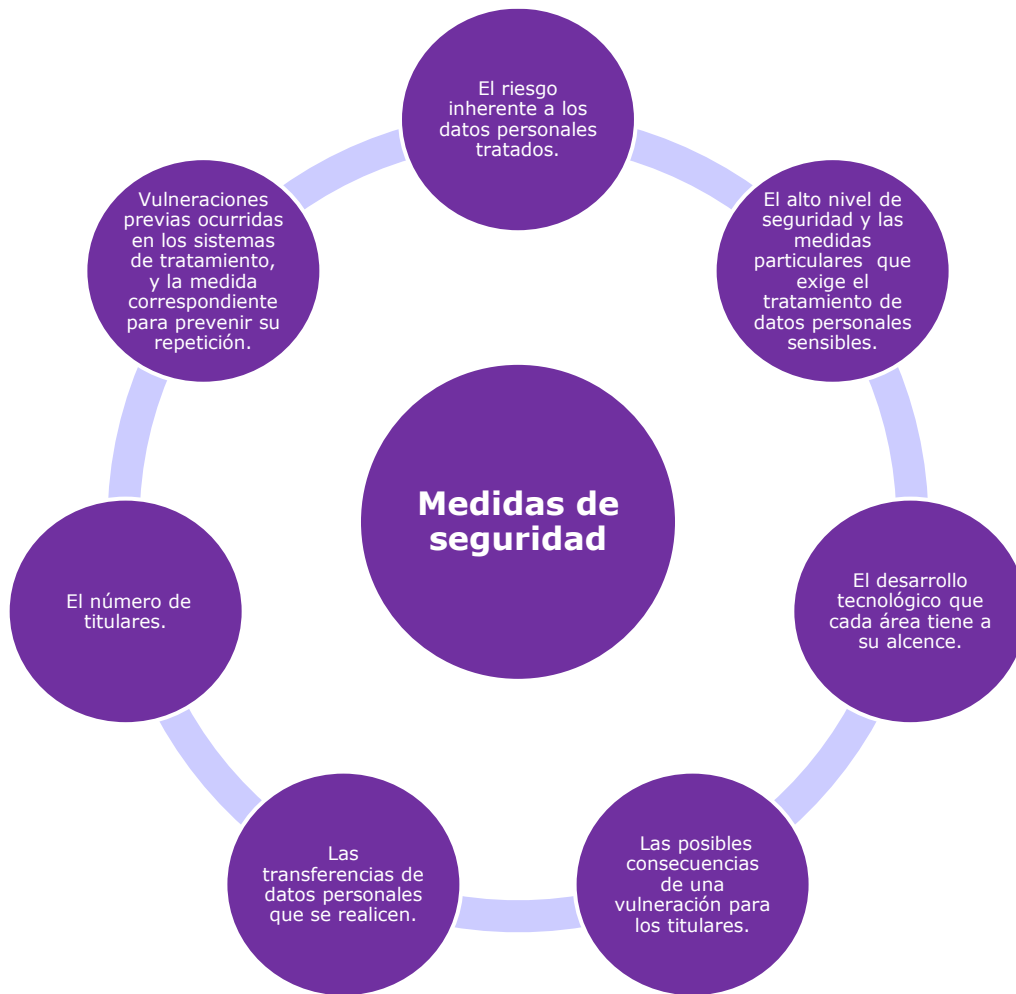 El riesgo
inherente a los
datos personales
tratados.
El alto nivel de
seguridad y las
medidas
particulares que
exige el
tratamiento de
datos personales
sensibles.
El desarrollo
tecnológico que
cada área tiene a
su alcence.
Las posibles
consecuencias
de una
vulneración para
los titulares.
Las
transferencias de
datos personales
que se realicen.
El número de
titulares.
Vulneraciones
previas ocurridas
en los sistemas
de tratamiento,
y la medida
correspondiente
para prevenir su
repetición.
Medidas de
seguridad